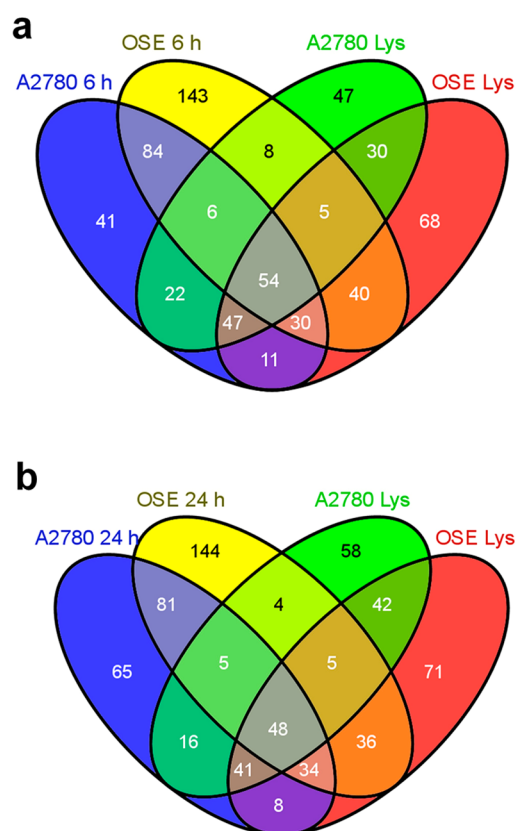 a
OSE 6 h A2780 Lys
A2780 6 h OSE Lys
143 47
84 8 30
41 6 5 68
54
22 40
47 30
11
b
OSE 24 h A2780 Lys
A2780 24 h OSE Lys
144 58
81 4 42
65 5 5 71
48
16 36
41 34
8